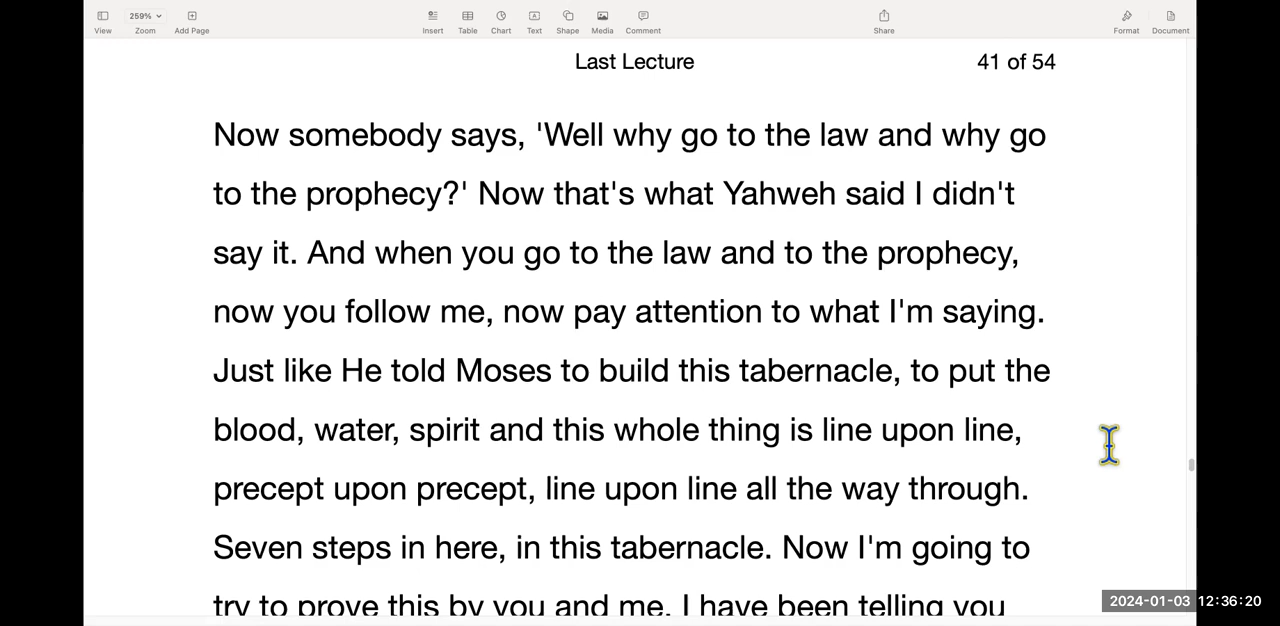 259%
View Zoom Add Page Insert Table Chart Text Shape Media Comment Share Format Document
Last Lecture 41 of 54
Now somebody says, 'Well why go to the law and why go
to the prophecy?' Now that's what Yahweh said I didn't
say it. And when you go to the law and to the prophecy,
now you follow me, now pay attention to what I'm saying.
Just like He told Moses to build this tabernacle, to put the
blood, water, spirit and this whole thing is line upon line,
precept upon precept, line upon line all the way through.
Seven steps in here, in this tabernacle. Now I'm going to
try to prove this by you and me. I have been telling you
2024-01-03 12:36:20